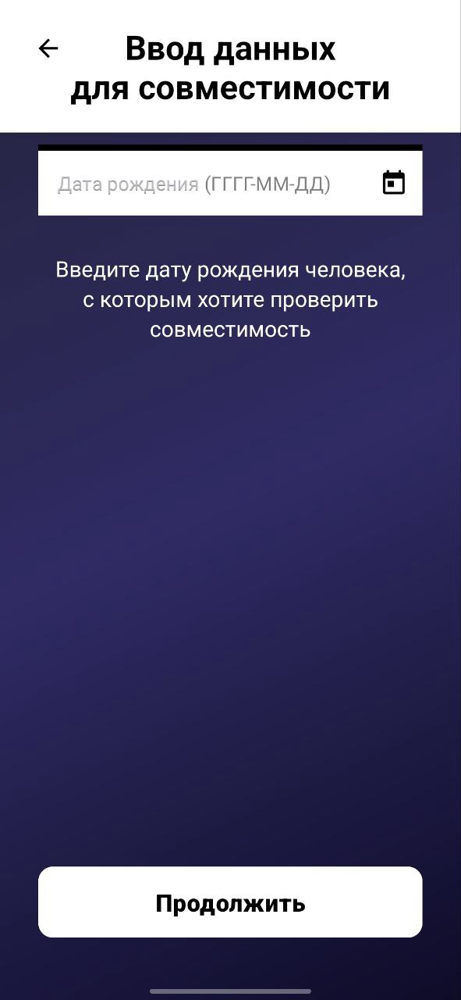 Ввод данных
для совместимости
Дата рождения (ГГГГ-ММ-ДД)
Введите дату рождения человека,
с которым хотите проверить
совместимость
Продолжить